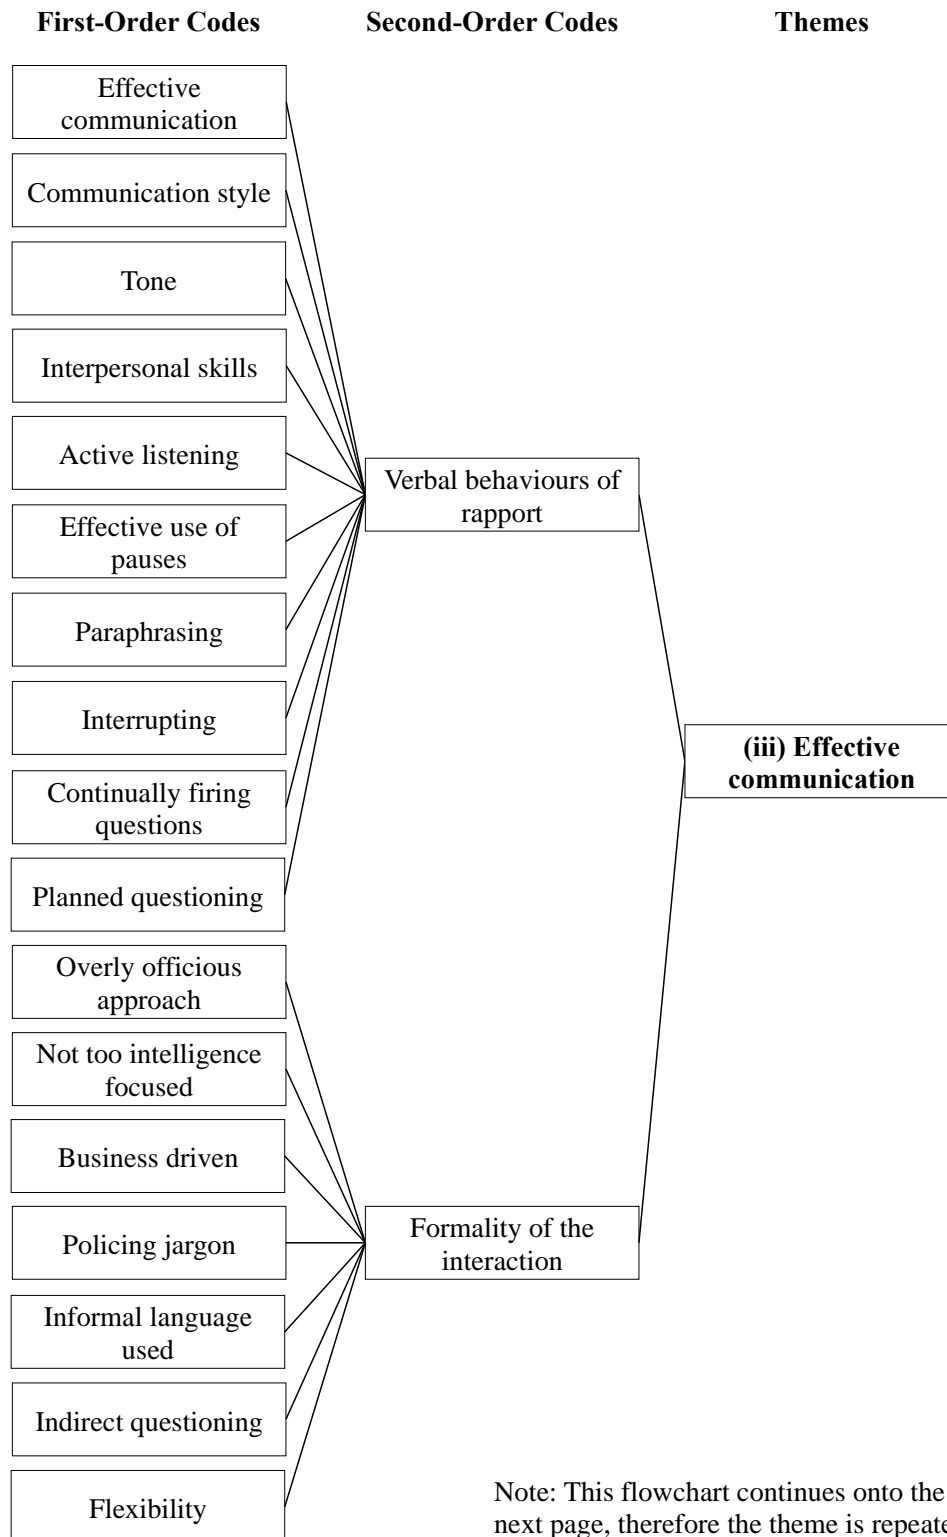 First-Order Codes
Second-Order Codes
Themes
Effective
communication
Communication style
Tone
Interpersonal skills
Active listening
Effective use of
pauses
Paraphrasing
Interrupting
Continually firing
questions
Planned questioning
Verbal behaviours of
rapport
(iii) Effective
communication
Overly officious
approach
Not too intelligence
focused
Business driven
Policing jargon
Informal language
used
Indirect questioning
Flexibility
Formality of the
interaction
Note: This flowchart continues onto the
next page, therefore the theme is repeate